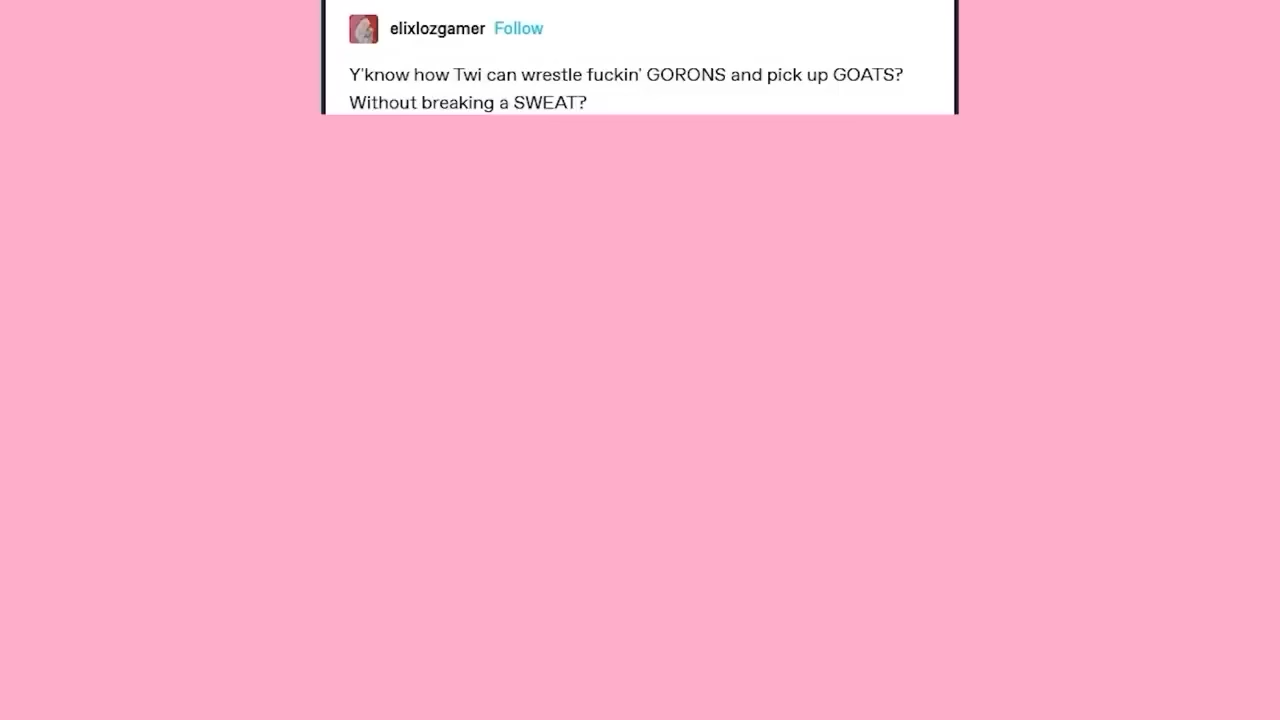 elixlozgamer Follow
Y'know how Twi can wrestle fuckin' GORONS and pick up GOATS?
Without breaking a SWEAT?